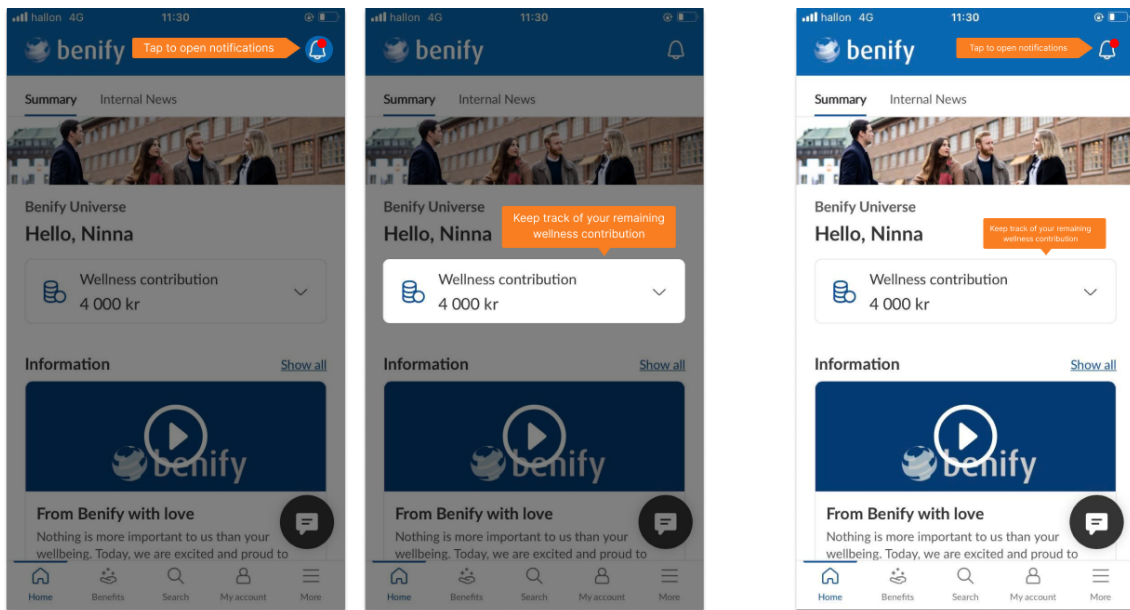 hallon 4G 11:30
benify Tap to open notifications
Summary Internal News
Benify Universe
Hello, Ninna
Wellness contribution
4 000 kr
Information Show all
benify
From Benify with love
Nothing is more important to us than your
wellbeing. Today, we are excited and proud to
Home Benefits Search My account More
hallon 4G 11:30
benify
Summary Internal News
Benify Universe
Keep track of your remaining
wellness contribution
Hello, Ninna
Wellness contribution
4 000 kr
Information Show all
benify
From Benify with love
Nothing is more important to us than your
wellbeing. Today, we are excited and proud to
Home Benefits Search My account More
hallon 4G 11:30
benify Tap to open notifications
Summary Internal News
Benify Universe
Hello, Ninna
Keep track of your remaining
wellness contribution
Wellness contribution
4 000 kr
Information Show all
benify
From Benify with love
Nothing is more important to us than your
wellbeing. Today, we are excited and proud to
Home Benefits Search My account More